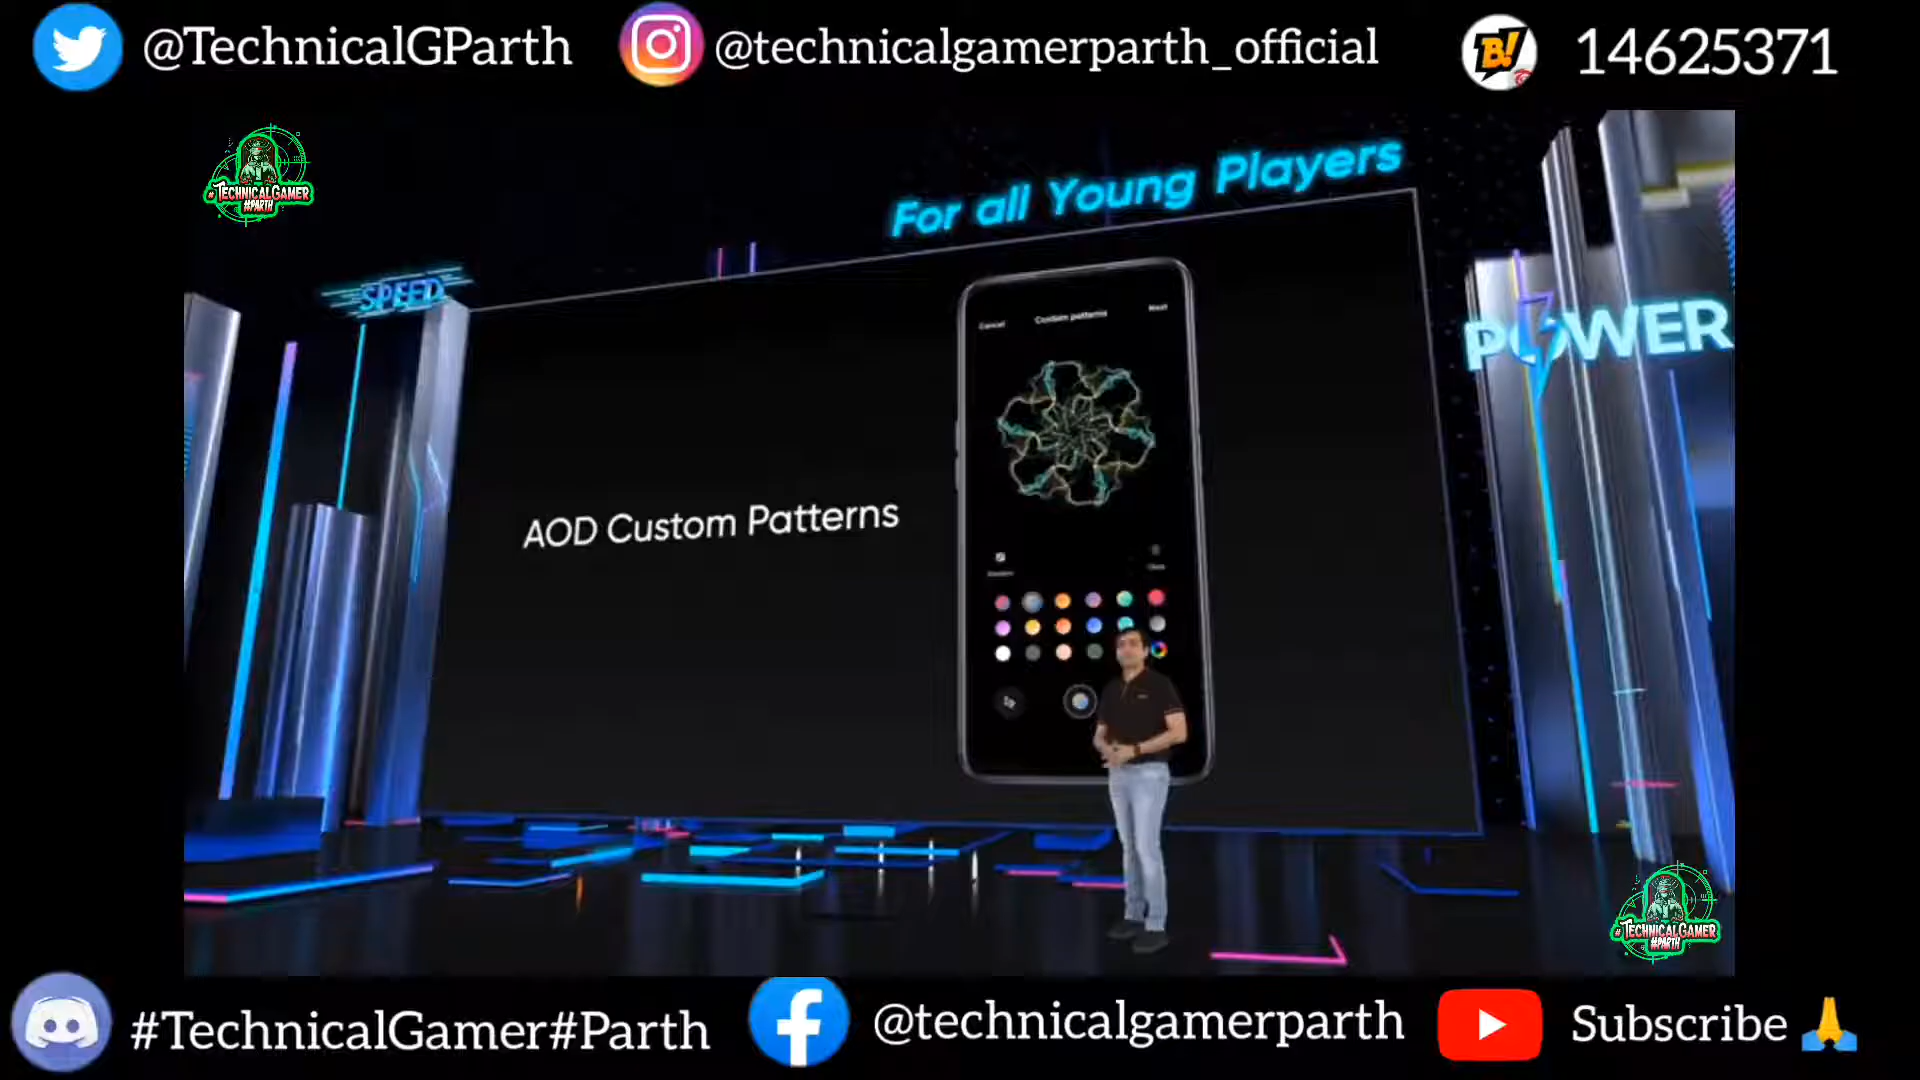 @TechnicalGParth
@technicalgamerparth_official
14625371
#TECHNICALGAMER
#PARTH
For all Young Players
SPEED
POWER
Cancel
Custom patterns
Next
AOD Custom Patterns
#TECHNICALGAMER
#PARTH
#TechnicalGamer#Parth
@technicalgamerparth
Subscribe